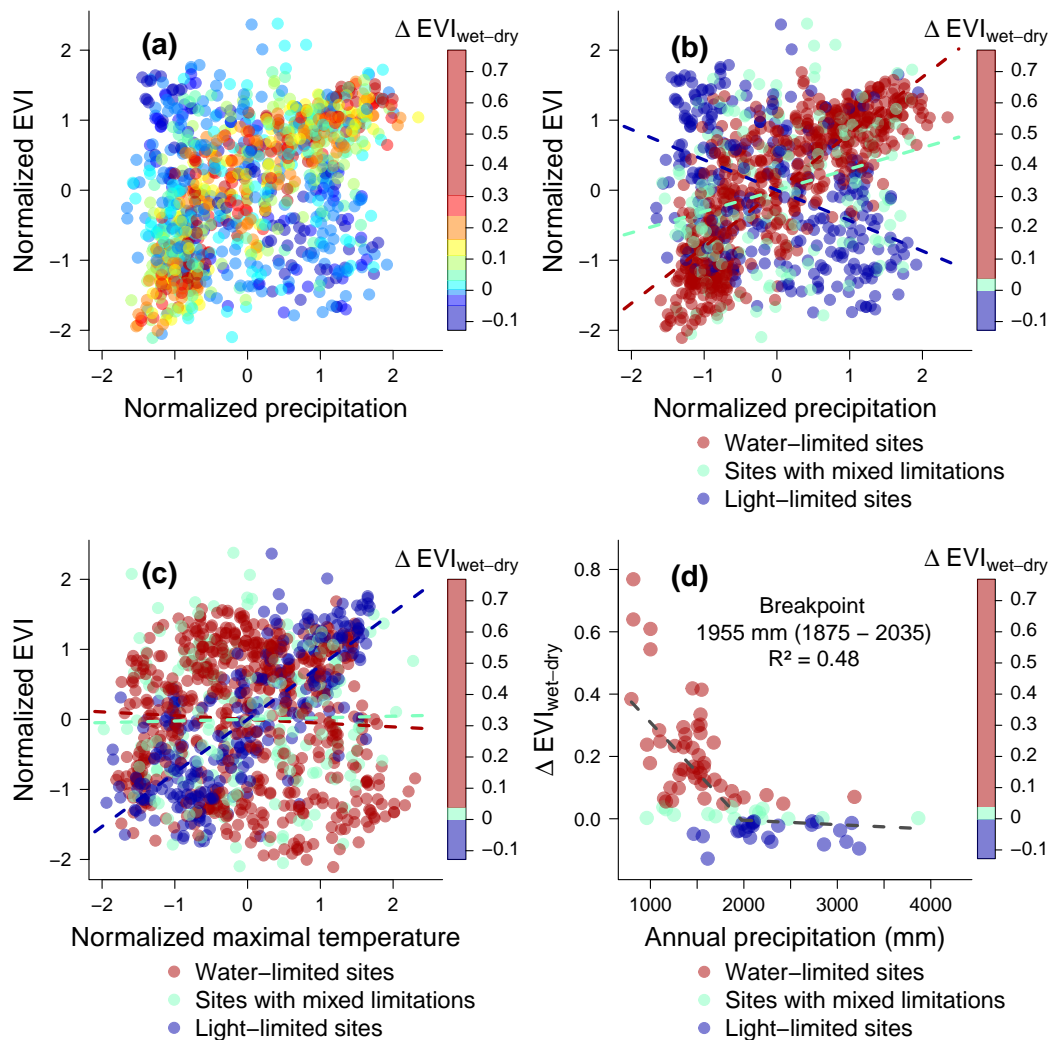 (a)
Δ EVIwet−dry
2
1
0
−1
−2
Normalized EVI
−2 −1 0 1 2
Normalized precipitation
0.7
0.6
0.5
0.4
0.3
0.2
0.1
0
−0.1
(b)
Δ EVIwet−dry
2
1
0
−1
−2
Normalized EVI
−2 −1 0 1 2
Normalized precipitation
0.7
0.6
0.5
0.4
0.3
0.2
0.1
0
−0.1
Water−limited sites
Sites with mixed limitations
Light−limited sites
(c)
Δ EVIwet−dry
2
1
0
−1
−2
Normalized EVI
−2 −1 0 1 2
Normalized maximal temperature
0.7
0.6
0.5
0.4
0.3
0.2
0.1
0
−0.1
Water−limited sites
Sites with mixed limitations
Light−limited sites
(d)
Δ EVIwet−dry
0.8
0.6
0.4
0.2
0.0
Δ EVIwet−dry
Breakpoint
1955 mm (1875 − 2035)
R² = 0.48
1000 2000 3000 4000
Annual precipitation (mm)
0.7
0.6
0.5
0.4
0.3
0.2
0.1
0
−0.1
Water−limited sites
Sites with mixed limitations
Light−limited sites